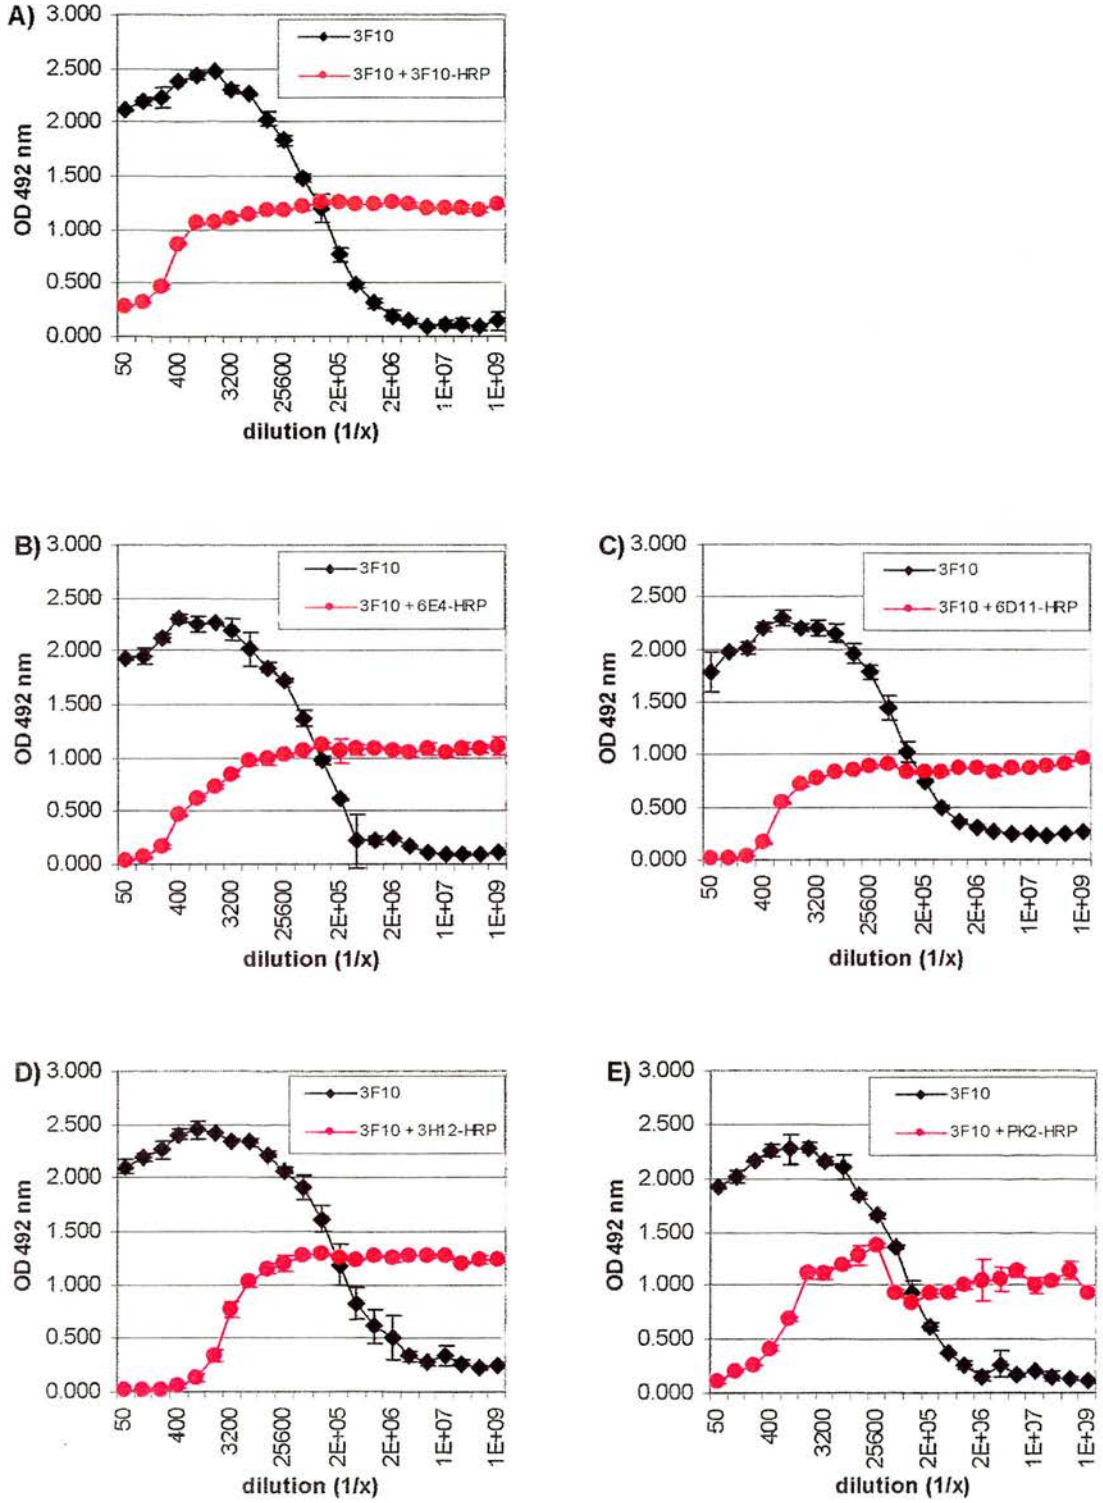 A)
3.000
2.500
2.000
1.500
1.000
0.500
0.000
OD 492 nm
3F10
3F10 + 3F10-HRP
50
400
3200
25600
2E+05
2E+06
1E+07
1E+09
dilution (1/x)
B)
3.000
2.500
2.000
1.500
1.000
0.500
0.000
OD 492 nm
3F10
3F10 + 6E4-HRP
50
400
3200
25600
2E+05
2E+06
1E+07
1E+09
dilution (1/x)
C)
3.000
2.500
2.000
1.500
1.000
0.500
0.000
OD 492 nm
3F10
3F10 + 6D11-HRP
50
400
3200
25600
2E+05
2E+06
1E+07
1E+09
dilution (1/x)
D)
3.000
2.500
2.000
1.500
1.000
0.500
0.000
OD 492 nm
3F10
3F10 + 3H12-HRP
50
400
3200
25600
2E+05
2E+06
1E+07
1E+09
dilution (1/x)
E)
3.000
2.500
2.000
1.500
1.000
0.500
0.000
OD 492 nm
3F10
3F10 + PK2-HRP
50
400
3200
25600
2E+05
2E+06
1E+07
1E+09
dilution (1/x)